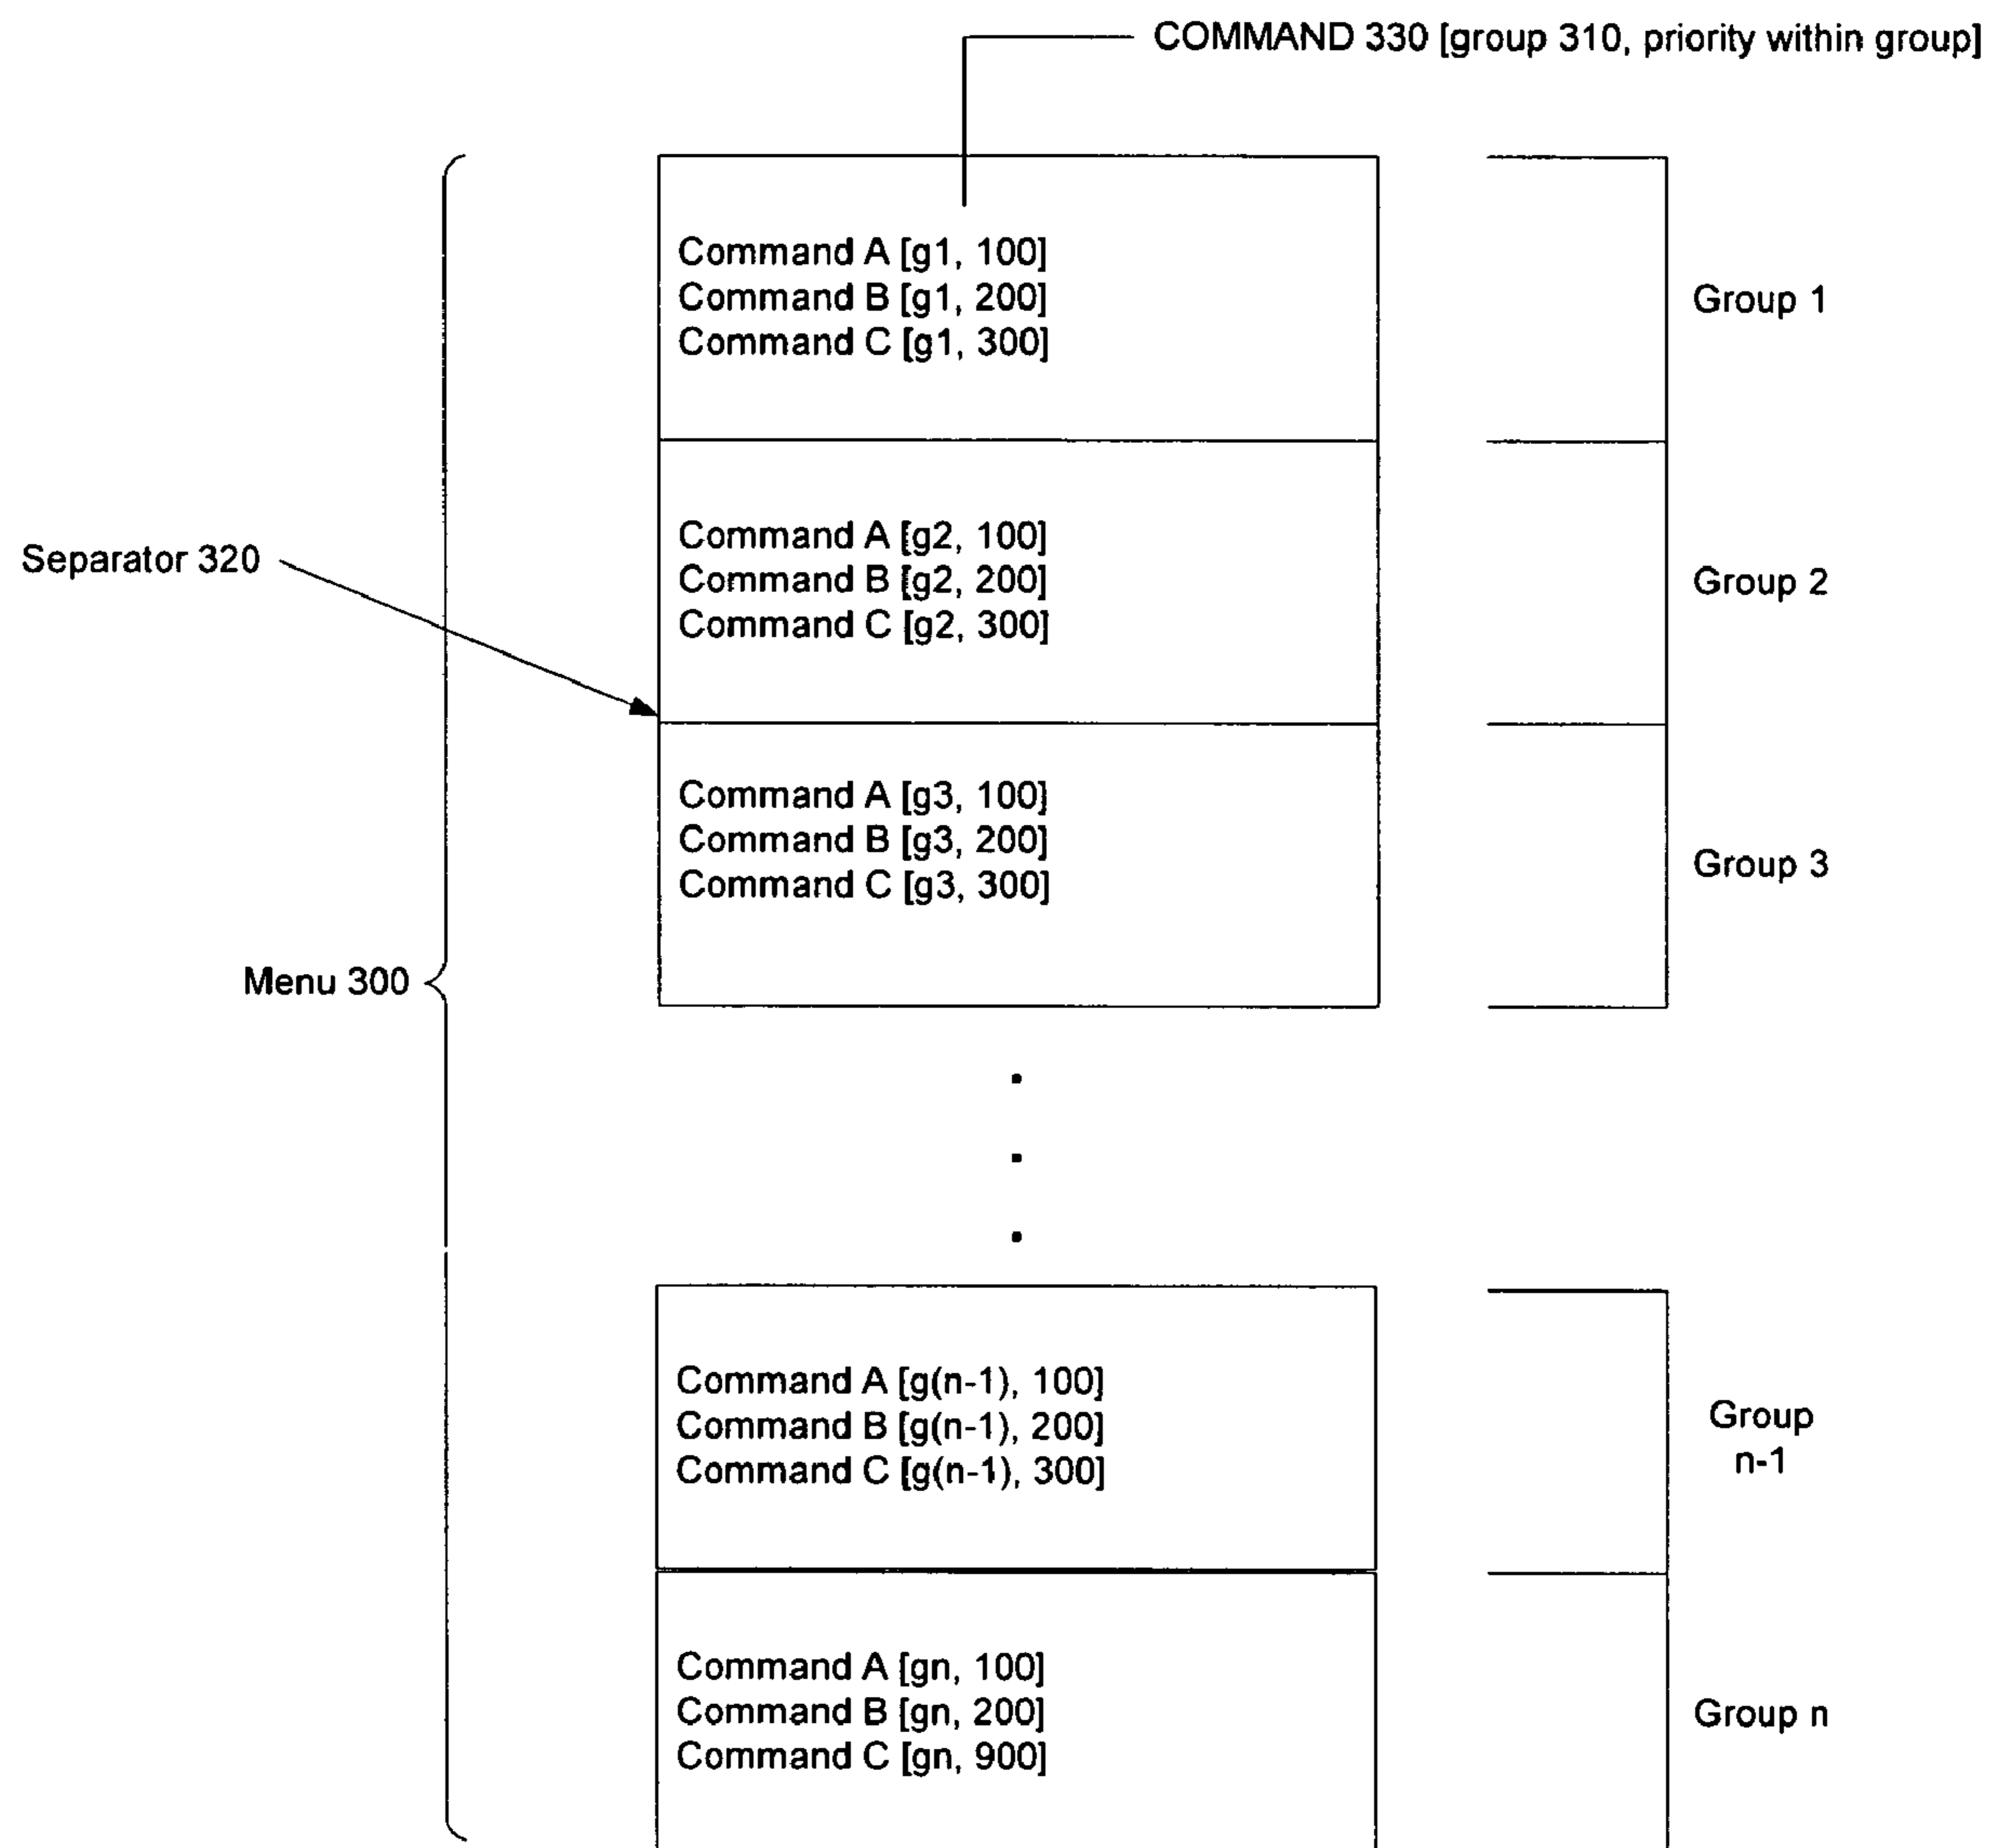 COMMAND 330 [group 310, priority within group]
Command A [g1, 100]
Command B [g1, 200]
Command C [g1, 300]
Group 1
Separator 320
Command A [g2, 100]
Command B [g2, 200]
Command C [g2, 300]
Group 2
Command A [g3, 100]
Command B [g3, 200]
Command C [g3, 300]
Group 3
Menu 300
Command A [g(n-1), 100]
Command B [g(n-1), 200]
Command C [g(n-1), 300]
Group
n-1
Command A [gn, 100]
Command B [gn, 200]
Command C [gn, 900]
Group n